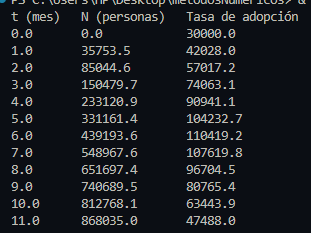 PS C:\Users\HP\Desktop\metodosNumericos> &
t (mes) N (personas) Tasa de adopción
0.0 0.0 30000.0
1.0 35753.5 42028.0
2.0 85044.6 57017.2
3.0 150479.7 74063.1
4.0 233120.9 90941.1
5.0 331161.4 104232.7
6.0 439193.6 110419.2
7.0 548967.6 107619.8
8.0 651697.4 96704.5
9.0 740689.5 80765.4
10.0 812768.1 63443.9
11.0 868035.0 47488.0